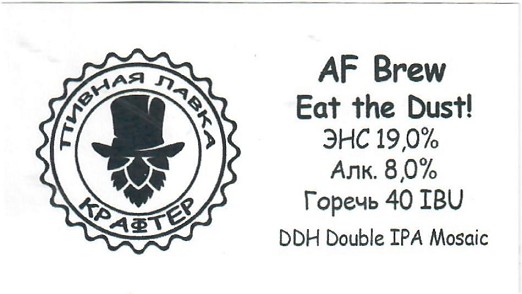 ПИВНАЯ ЛАВКА
КРАФТЕР
AF Brew
Eat the Dust!
ЭНС 19,0%
Алк. 8,0%
Горечь 40 IBU
DDH Double IPA Mosaic